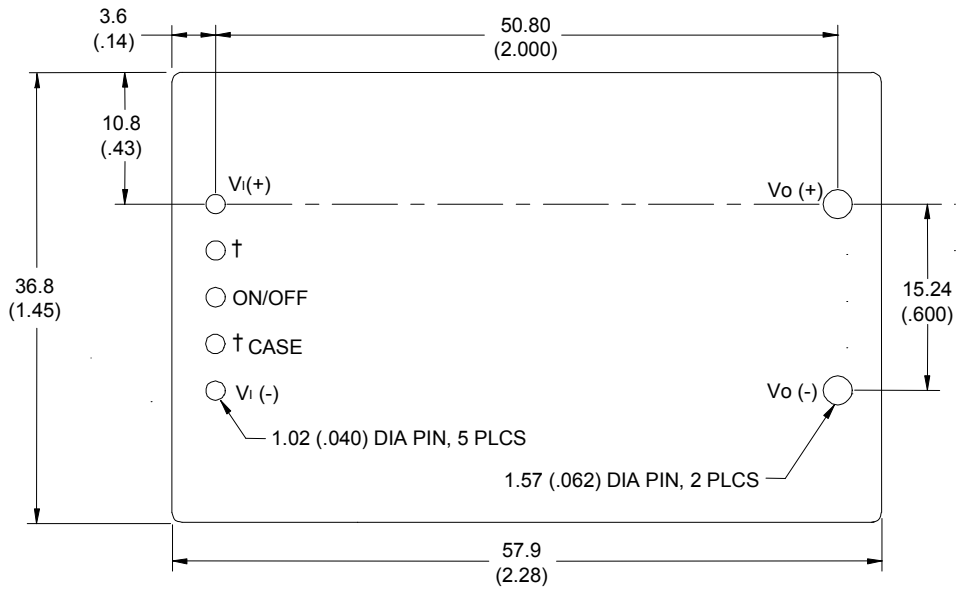 3.6
(.14)
50.80
(2.000)
10.8
(.43)
VI(+)
Vo (+)
†
36.8
(1.45)
ON/OFF
15.24
(.600)
† CASE
VI (-)
Vo (-)
1.02 (.040) DIA PIN, 5 PLCS
1.57 (.062) DIA PIN, 2 PLCS
57.9
(2.28)